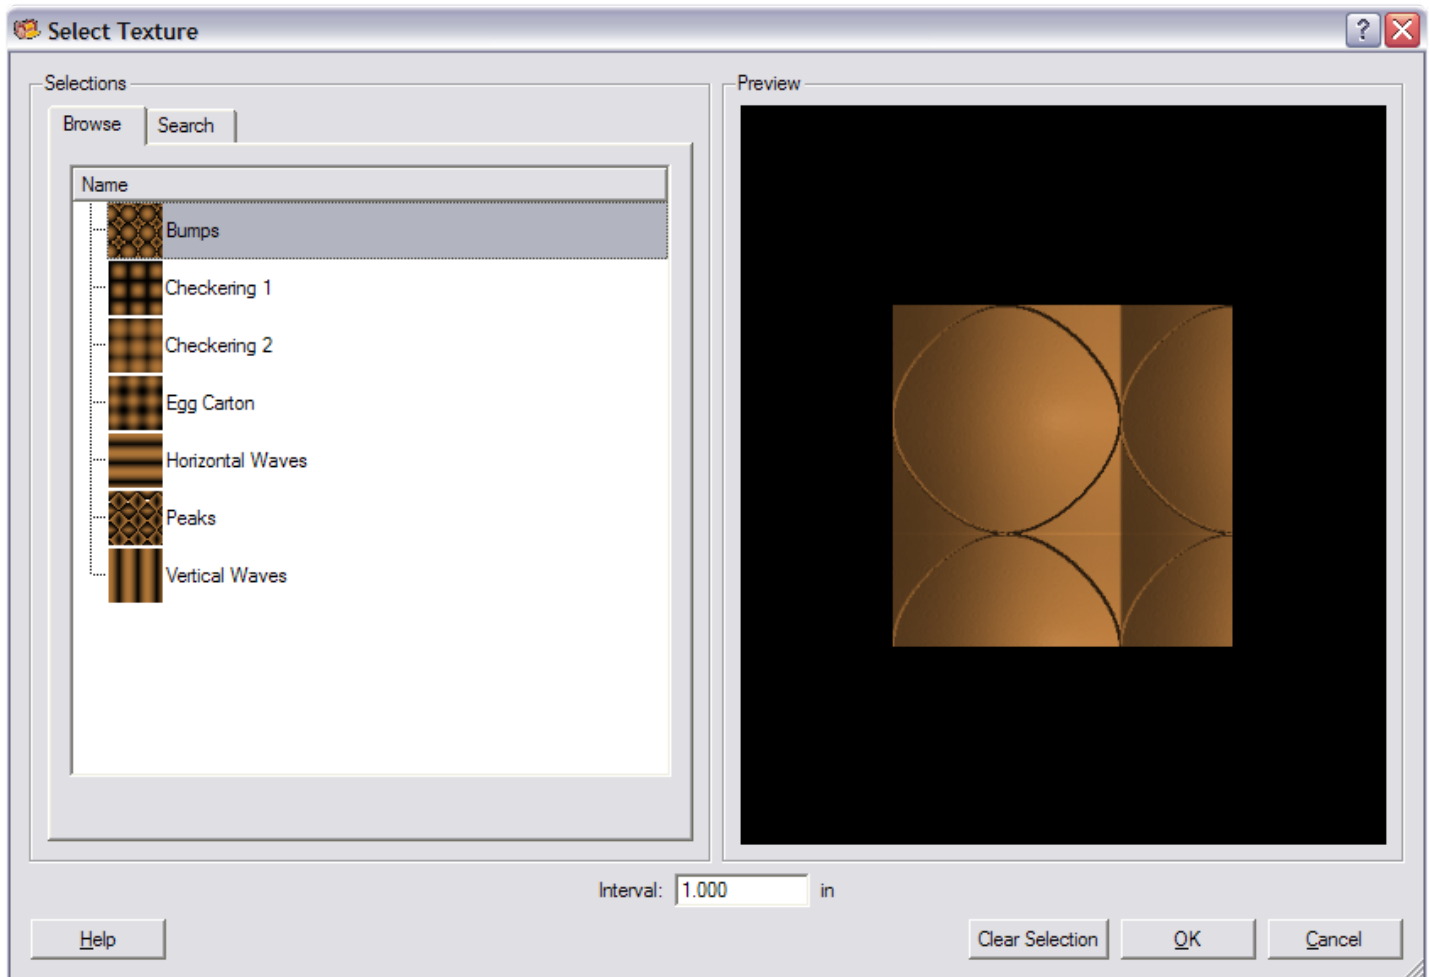 Select Texture
Selections
Browse
Search
Name
Bumps
Checkering 1
Checkering 2
Egg Carton
Horizontal Waves
Peaks
Vertical Waves
Preview
Interval: 1.000 in
Help
Clear Selection
OK
Cancel